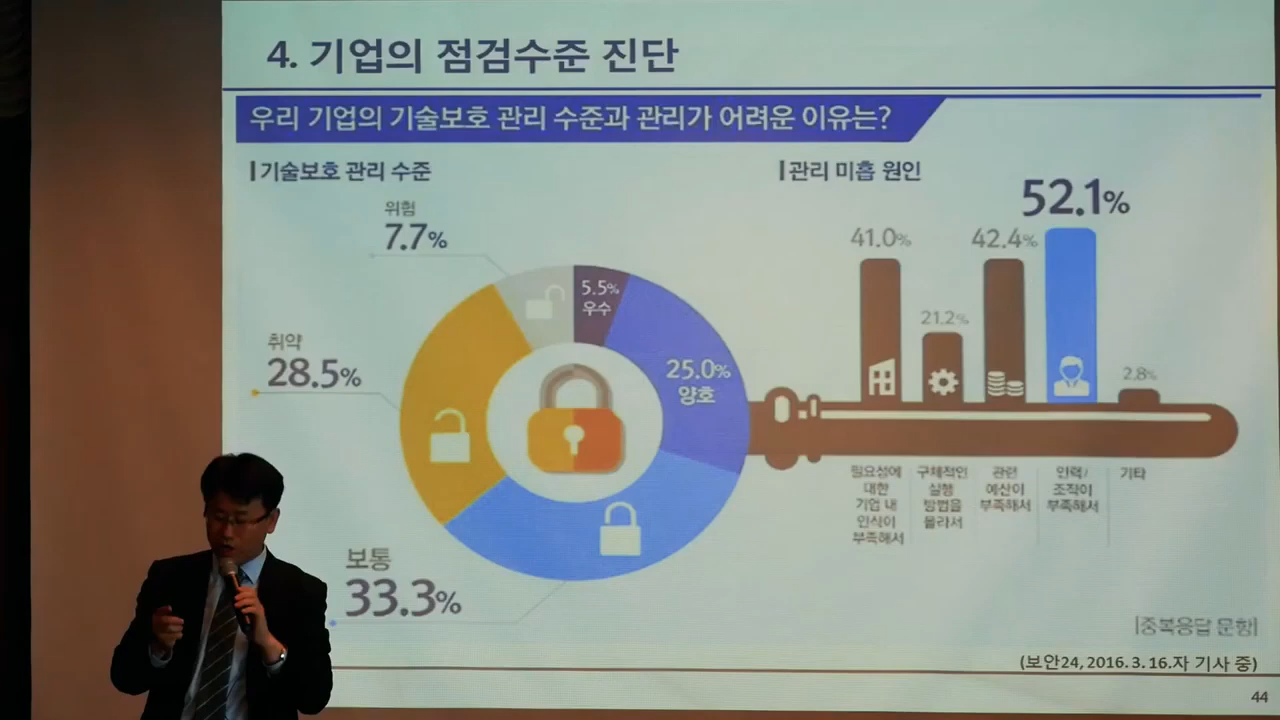 4. 기업의 점검수준 진단
우리 기업의 기술보호 관리 수준과 관리가 어려운 이유는?
기술보호 관리 수준
위험
7.7%
5.5%
우수
25.0%
양호
취약
28.5%
보통
33.3%
관리 미흡 원인
41.0%
21.2%
42.4%
52.1%
2.8%
필요성에
대한
기업 내
인식이
부족해서
구체적인
실행
방법을
몰라서
관련
예산이
부족해서
인력/
조직이
부족해서
기타
|중복응답 문항|
(보안24, 2016. 3. 16.자 기사 중)
44